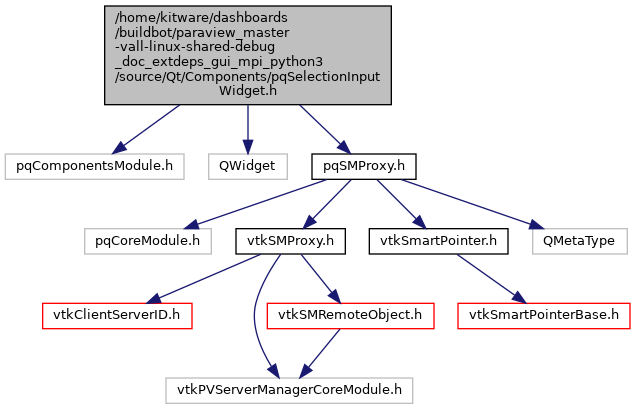 /home/kitware/dashboards
/buildbot/paraview_master
-vall-linux-shared-debug
_doc_extdeps_gui_mpi_python3
/source/Qt/Components/pqSelectionInput
Widget.h
pqComponentsModule.h
QWidget
pqSMProxy.h
pqCoreModule.h
vtkSMProxy.h
vtkSmartPointer.h
QMetaType
vtkClientServerID.h
vtkSMRemoteObject.h
vtkSmartPointerBase.h
vtkPVServerManagerCoreModule.h